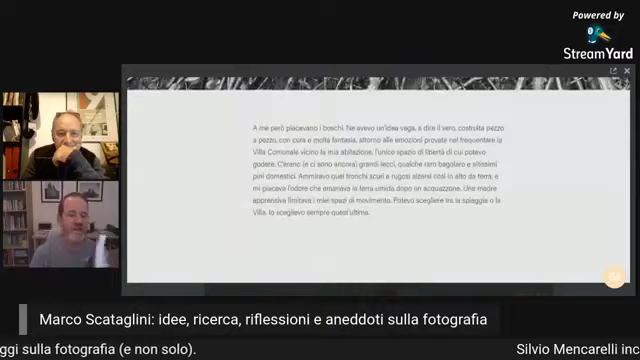 Powered by
StreamYard
A me però piacevano i boschi. Ne avevo un'idea vaga, a dire il vero, costruita pezzo
a pezzo, con cura e molta fantasia, attorno alle emozioni provate nel frequentare la
Villa Comunale vicino la mia abitazione, l'unico spazio di libertà di cui potevo
godere. C'erano (e ci sono ancora) grandi lecci, qualche raro bagolaro e altissimi
pini domestici. Ammiravo quei tronchi scuri e rugosi alzarsi così in alto da terra, e
mi piaceva l'odore che emanava la terra umida dopo un acquazzone. Una madre
apprensiva limitava i miei spazi di movimento. Potevo scegliere tra la spiaggia o la
Villa. Io sceglievo sempre quest'ultima.
Marco Scataglini: idee, ricerca, riflessioni e aneddoti sulla fotografia
ggi sulla fotografia (e non solo).
Silvio Mencarelli inc